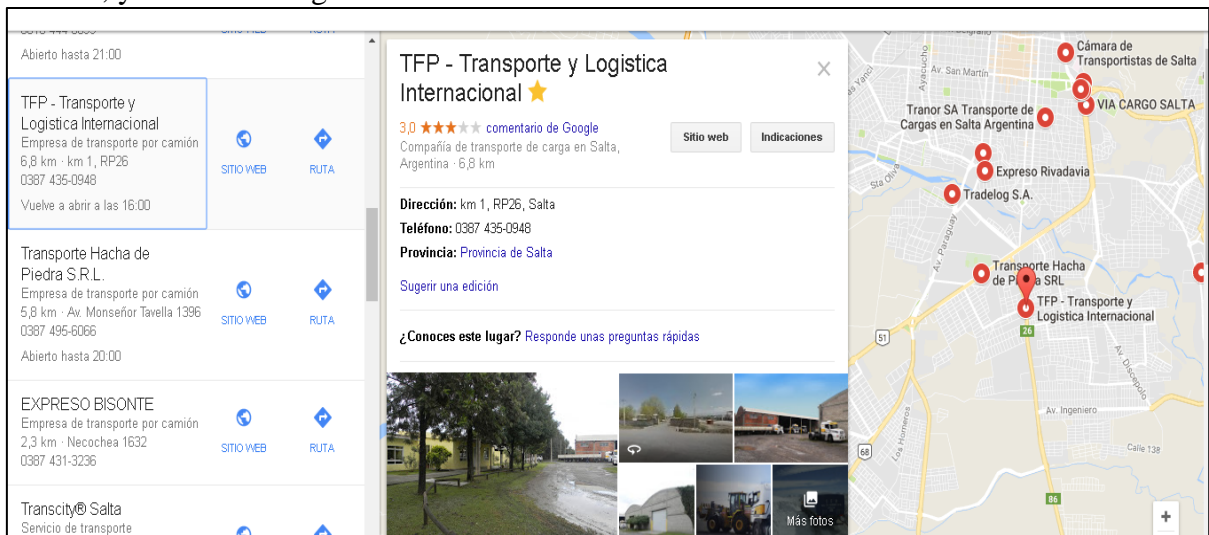 Abierto hasta 21:00
TFP - Transporte y
Logistica Internacional
Empresa de transporte por camión
6,8 km · km 1, RP26
0387 435-0948
Vuelve a abrir a las 16:00
SITIO WEB
RUTA
Transporte Hacha de
Piedra S.R.L.
Empresa de transporte por camión
5,8 km · Av. Monseñor Tavella 1396
0387 495-6066
Abierto hasta 20:00
SITIO WEB
RUTA
EXPRESO BISONTE
Empresa de transporte por camión
2,3 km · Necochea 1632
0387 431-3236
SITIO WEB
RUTA
Transcity® Salta
Servicio de transporte
TFP - Transporte y Logistica
Internacional
3,0 comentario de Google
Compañía de transporte de carga en Salta,
Argentina · 6,8 km
Sitio web
Indicaciones
Dirección: km 1, RP26, Salta
Teléfono: 0387 435-0948
Provincia: Provincia de Salta
Sugerir una edición
¿Conoces este lugar? Responde unas preguntas rápidas
Más fotos
Cámara de
Transportistas de Salta
Av. San Martín
Ayacucho
VIA CARGO SALTA
Tranor SA Transporte de
Cargas en Salta Argentina
Expreso Rivadavia
Tradelog S.A.
Av. Paraguay
Transporte Hacha
de Piedra SRL
TFP - Transporte y
Logistica Internacional
26
51
Av. Discepolo
Av. Ingeniero
Los Horneros
Calle 138
68
86
+